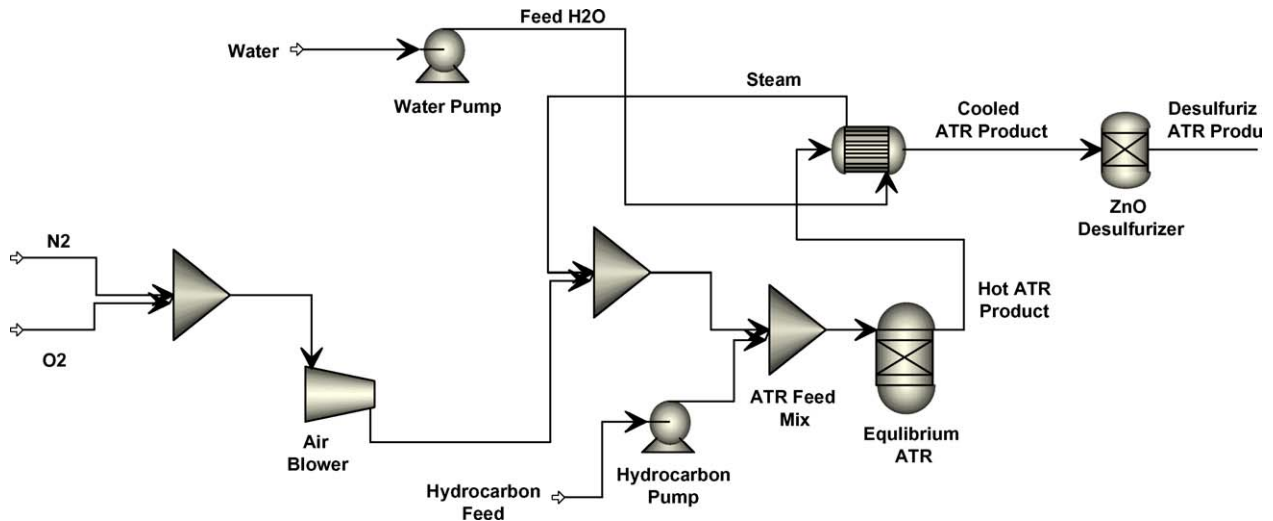 Feed H2O
Water
Water Pump
Steam
Cooled
ATR Product
Desulfuriz
ATR Produ
ZnO
Desulfurizer
N2
O2
Hot ATR
Product
Air
Blower
ATR Feed
Mix
Equlibrium
ATR
Hydrocarbon
Pump
Hydrocarbon
Feed